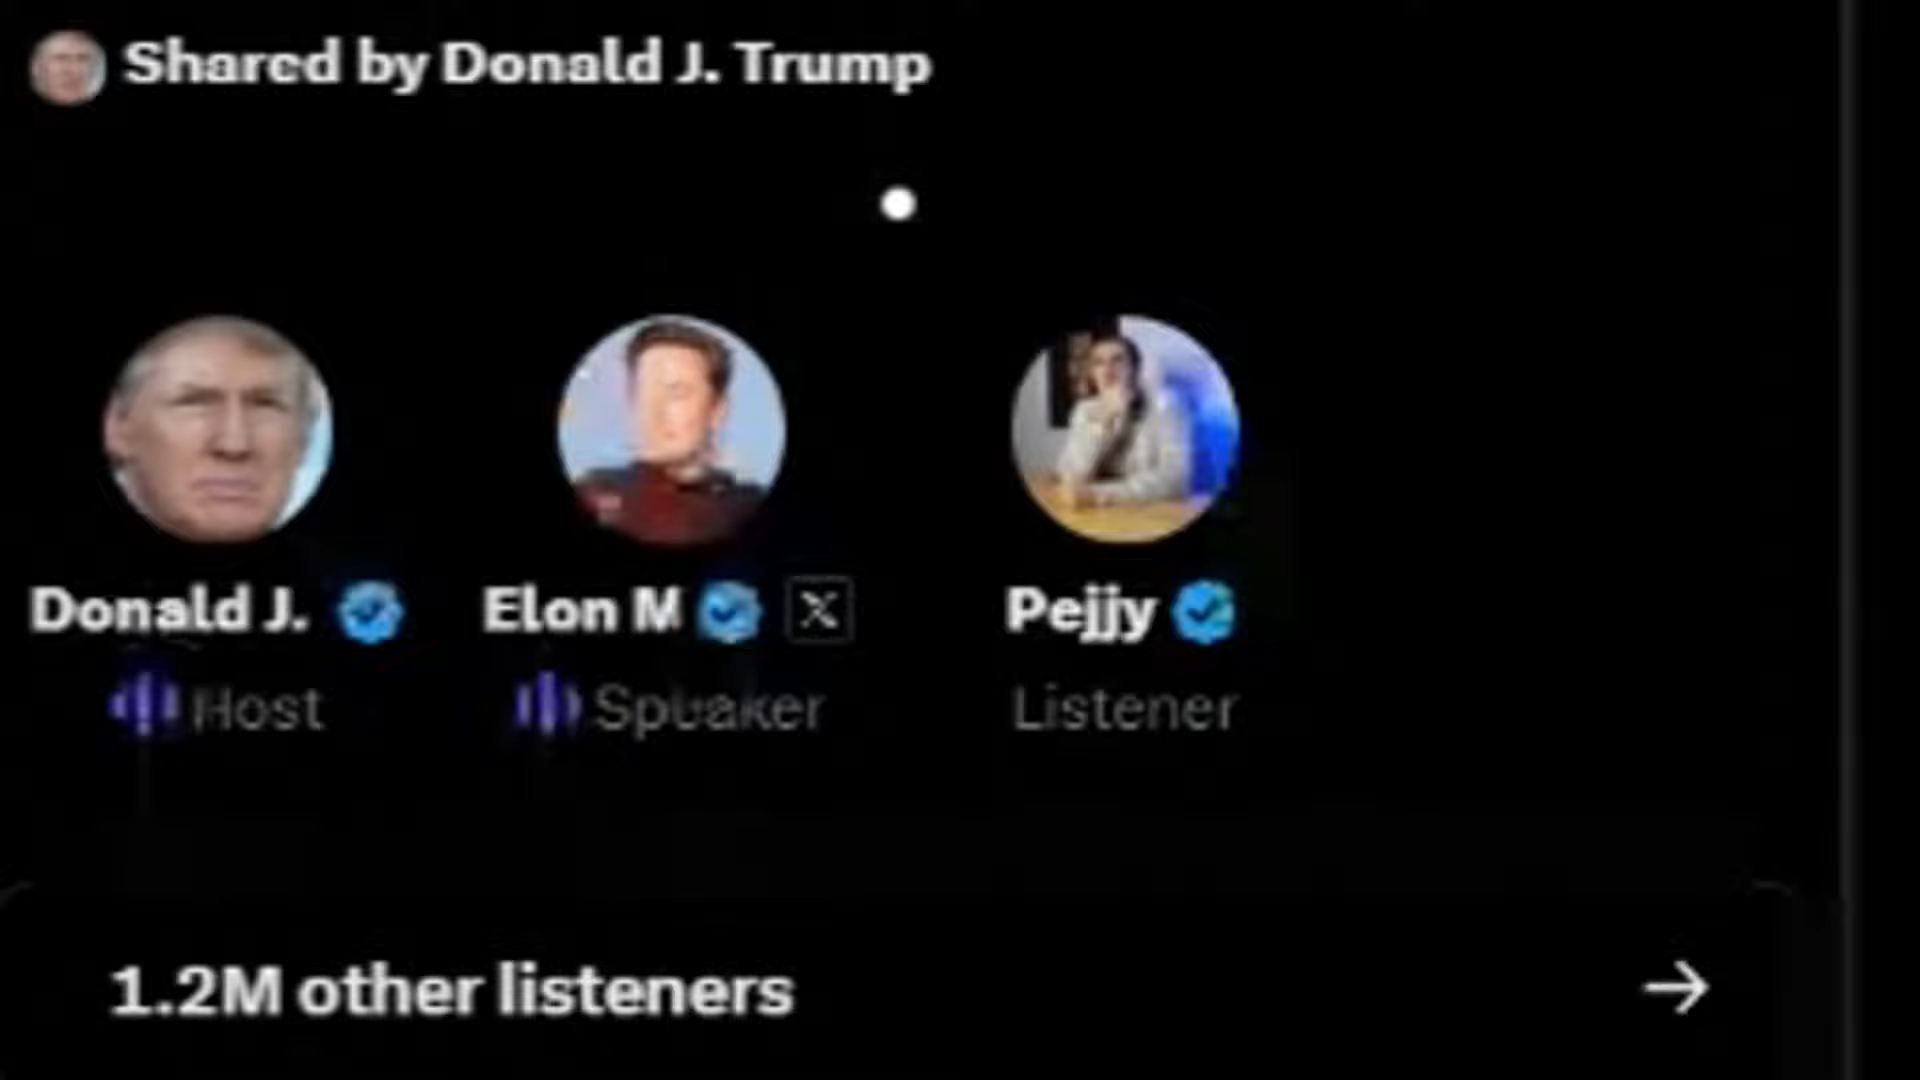 Shared by Donald J. Trump
Donald J.
Elon M
Pejjy
Host
Speaker
Listener
1.2M other listeners